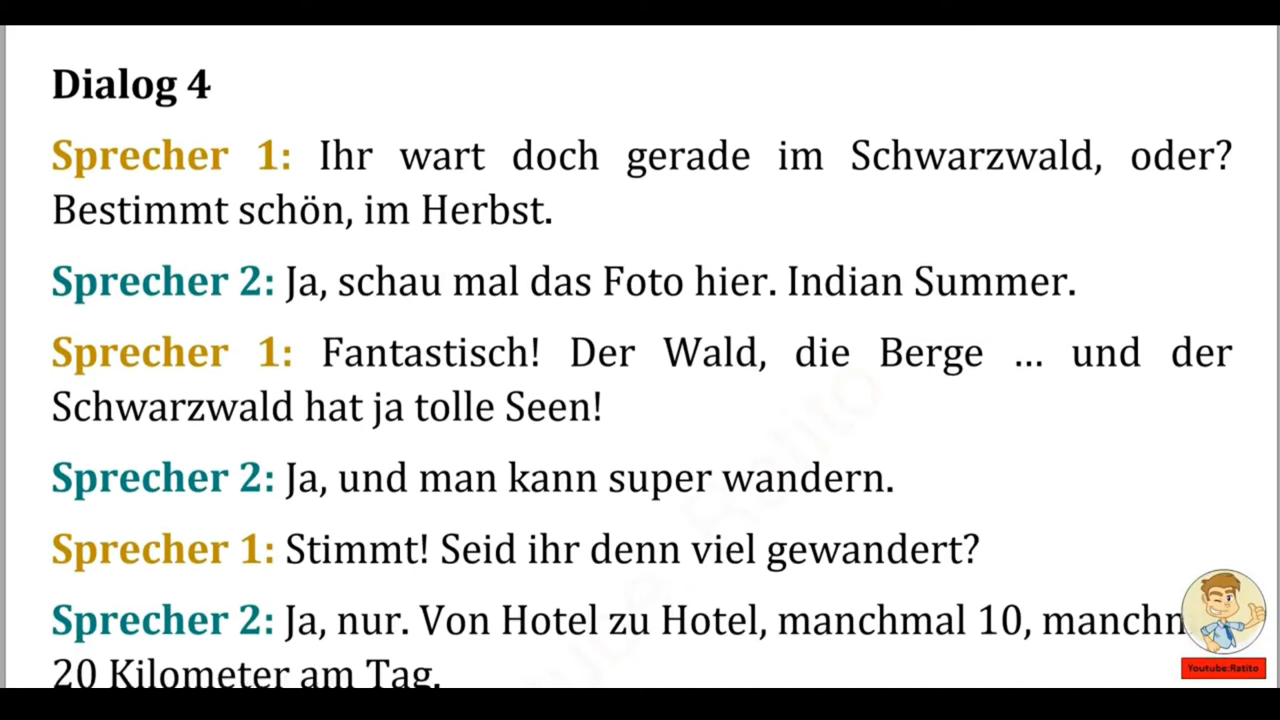 Dialog 4
Sprecher 1: Ihr wart doch gerade im Schwarzwald, oder?
Bestimmt schön, im Herbst.
Sprecher 2: Ja, schau mal das Foto hier. Indian Summer.
Sprecher 1: Fantastisch! Der Wald, die Berge ... und der
Schwarzwald hat ja tolle Seen!
Sprecher 2: Ja, und man kann super wandern.
Sprecher 1: Stimmt! Seid ihr denn viel gewandert?
Sprecher 2: Ja, nur. Von Hotel zu Hotel, manchmal 10,
20 Kilometer am Tag.
Youtube:Ratito